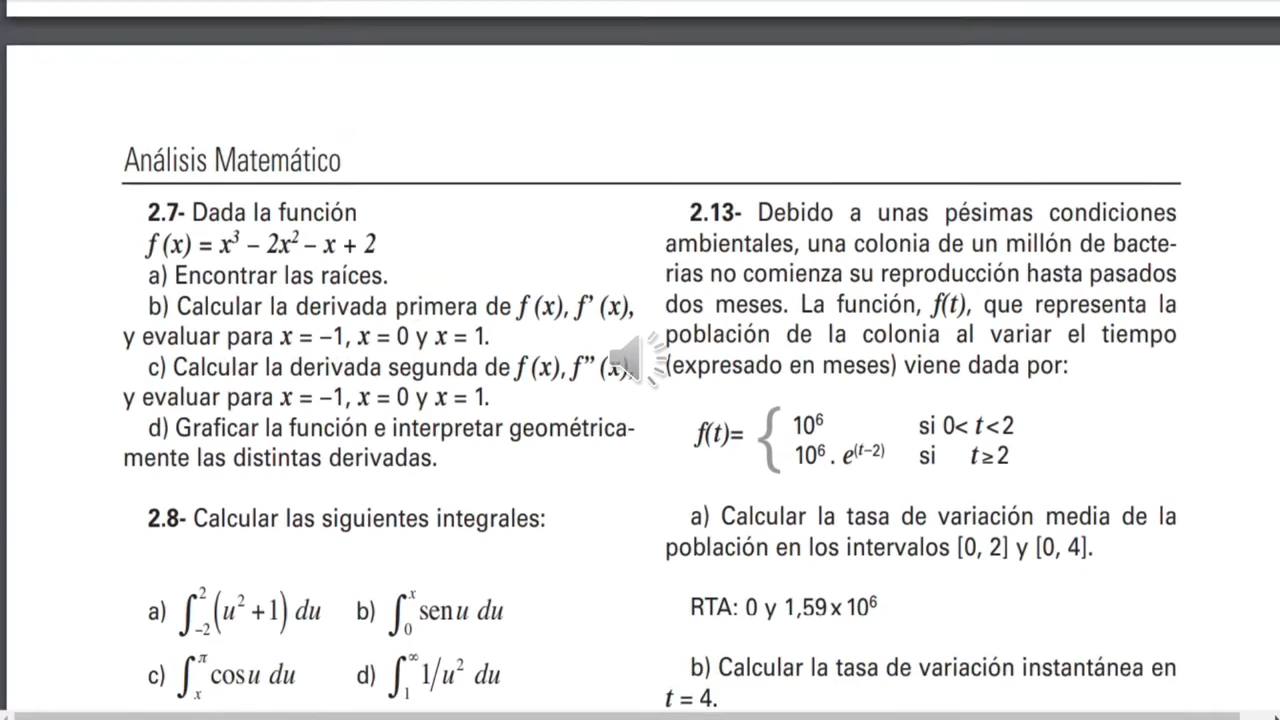 Análisis Matemático
2.7- Dada la función
f (x) = x³ – 2x² – x + 2
a) Encontrar las raíces.
b) Calcular la derivada primera de f (x), f’ (x),
y evaluar para x = –1, x = 0 y x = 1.
c) Calcular la derivada segunda de f (x), f” (x),
y evaluar para x = –1, x = 0 y x = 1.
d) Graficar la función e interpretar geométrica-
mente las distintas derivadas.
2.8- Calcular las siguientes integrales:
a) ∫₋₂² (u² +1) du b) ∫₀ˣ sen u du
c) ∫ₓ^π cos u du d) ∫₁^∞ 1/u² du
2.13- Debido a unas pésimas condiciones
ambientales, una colonia de un millón de bacte-
rias no comienza su reproducción hasta pasados
dos meses. La función, f(t), que representa la
población de la colonia al variar el tiempo
(expresado en meses) viene dada por:
f(t)= { 10⁶ si 0< t<2
10⁶ . e⁽ᵗ⁻²⁾ si t≥2
a) Calcular la tasa de variación media de la
población en los intervalos [0, 2] y [0, 4].
RTA: 0 y 1,59 x 10⁶
b) Calcular la tasa de variación instantánea en
t = 4.